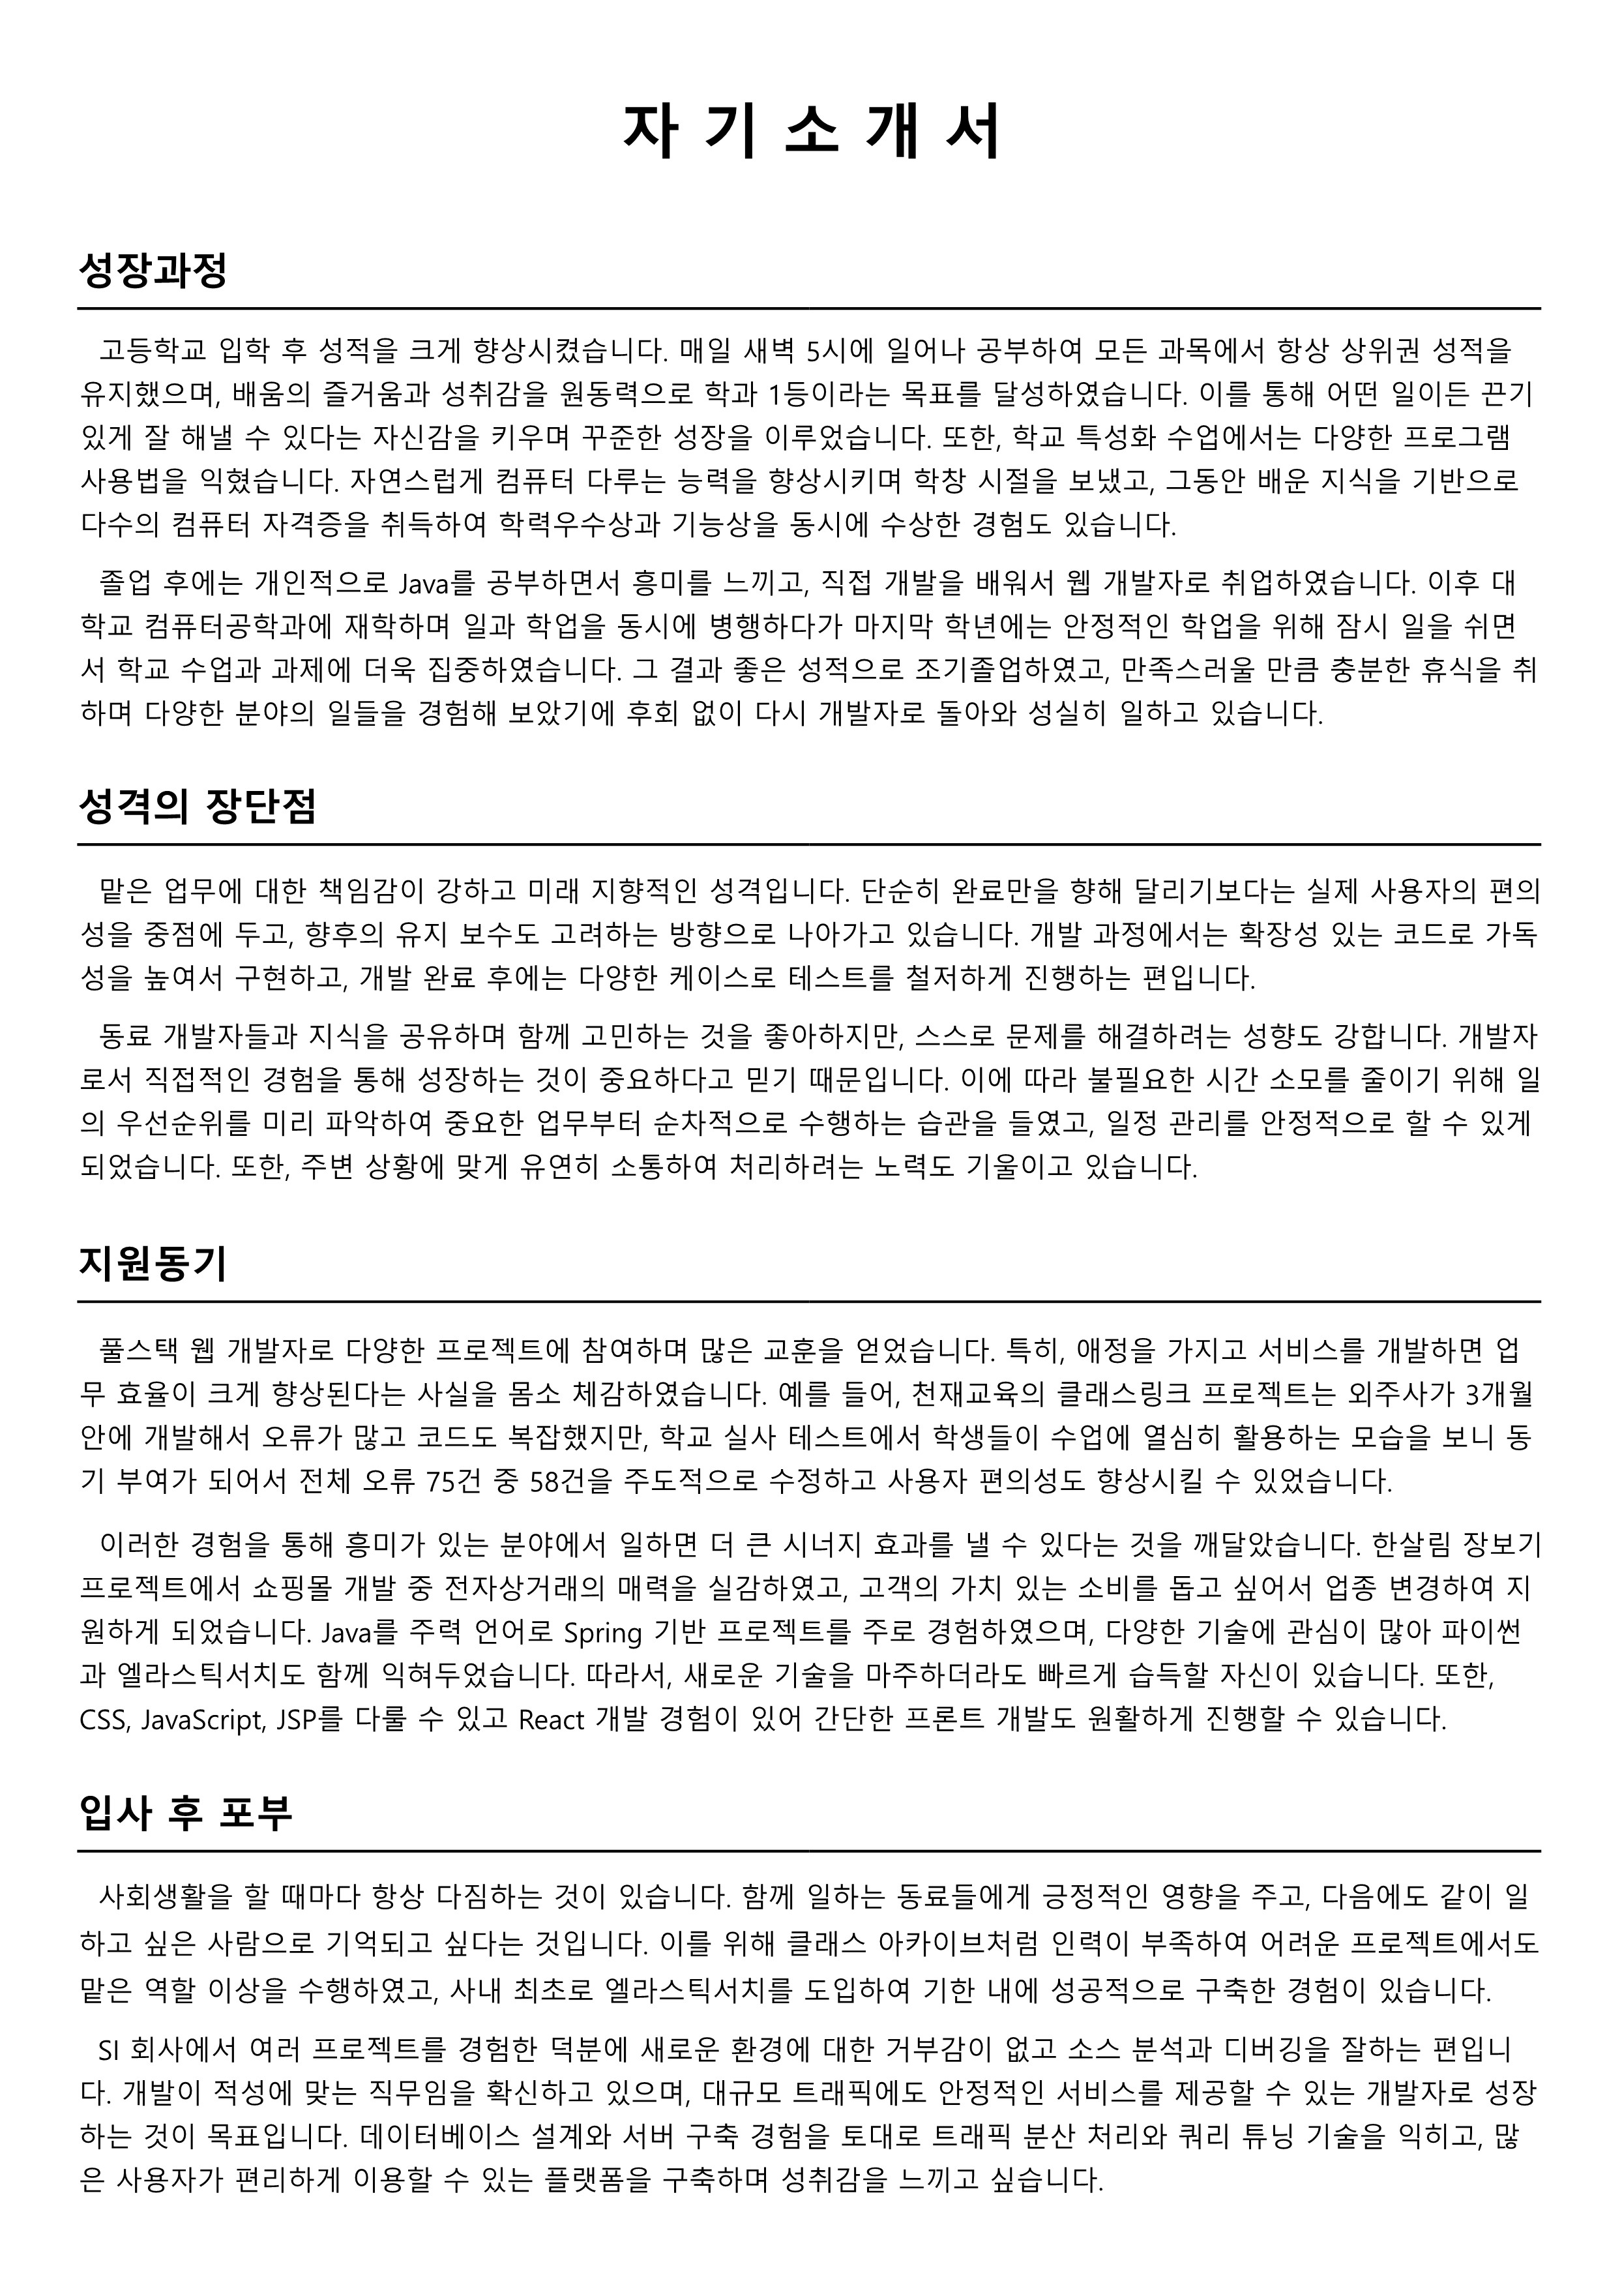 자 기 소 개 서
성장과정
고등학교 입학 후 성적을 크게 향상시켰습니다. 매일 새벽 5시에 일어나 공부하여 모든 과목에서 항상 상위권 성적을
유지했으며, 배움의 즐거움과 성취감을 원동력으로 학과 1등이라는 목표를 달성하였습니다. 이를 통해 어떤 일이든 끈기
있게 잘 해낼 수 있다는 자신감을 키우며 꾸준한 성장을 이루었습니다. 또한, 학교 특성화 수업에서는 다양한 프로그램
사용법을 익혔습니다. 자연스럽게 컴퓨터 다루는 능력을 향상시키며 학창 시절을 보냈고, 그동안 배운 지식을 기반으로
다수의 컴퓨터 자격증을 취득하여 학력우수상과 기능상을 동시에 수상한 경험도 있습니다.
졸업 후에는 개인적으로 Java를 공부하면서 흥미를 느끼고, 직접 개발을 배워서 웹 개발자로 취업하였습니다. 이후 대
학교 컴퓨터공학과에 재학하며 일과 학업을 동시에 병행하다가 마지막 학년에는 안정적인 학업을 위해 잠시 일을 쉬면
서 학교 수업과 과제에 더욱 집중하였습니다. 그 결과 좋은 성적으로 조기졸업하였고, 만족스러울 만큼 충분한 휴식을 취
하며 다양한 분야의 일들을 경험해 보았기에 후회 없이 다시 개발자로 돌아와 성실히 일하고 있습니다.
성격의 장단점
맡은 업무에 대한 책임감이 강하고 미래 지향적인 성격입니다. 단순히 완료만을 향해 달리기보다는 실제 사용자의 편의
성을 중점에 두고, 향후의 유지 보수도 고려하는 방향으로 나아가고 있습니다. 개발 과정에서는 확장성 있는 코드로 가독
성을 높여서 구현하고, 개발 완료 후에는 다양한 케이스로 테스트를 철저하게 진행하는 편입니다.
동료 개발자들과 지식을 공유하며 함께 고민하는 것을 좋아하지만, 스스로 문제를 해결하려는 성향도 강합니다. 개발자
로서 직접적인 경험을 통해 성장하는 것이 중요하다고 믿기 때문입니다. 이에 따라 불필요한 시간 소모를 줄이기 위해 일
의 우선순위를 미리 파악하여 중요한 업무부터 순차적으로 수행하는 습관을 들였고, 일정 관리를 안정적으로 할 수 있게
되었습니다. 또한, 주변 상황에 맞게 유연히 소통하여 처리하려는 노력도 기울이고 있습니다.
지원동기
풀스택 웹 개발자로 다양한 프로젝트에 참여하며 많은 교훈을 얻었습니다. 특히, 애정을 가지고 서비스를 개발하면 업
무 효율이 크게 향상된다는 사실을 몸소 체감하였습니다. 예를 들어, 천재교육의 클래스링크 프로젝트는 외주사가 3개월
안에 개발해서 오류가 많고 코드도 복잡했지만, 학교 실사 테스트에서 학생들이 수업에 열심히 활용하는 모습을 보니 동
기 부여가 되어서 전체 오류 75건 중 58건을 주도적으로 수정하고 사용자 편의성도 향상시킬 수 있었습니다.
이러한 경험을 통해 흥미가 있는 분야에서 일하면 더 큰 시너지 효과를 낼 수 있다는 것을 깨달았습니다. 한살림 장보기
프로젝트에서 쇼핑몰 개발 중 전자상거래의 매력을 실감하였고, 고객의 가치 있는 소비를 돕고 싶어서 업종 변경하여 지
원하게 되었습니다. Java를 주력 언어로 Spring 기반 프로젝트를 주로 경험하였으며, 다양한 기술에 관심이 많아 파이썬
과 엘라스틱서치도 함께 익혀두었습니다. 따라서, 새로운 기술을 마주하더라도 빠르게 습득할 자신이 있습니다. 또한,
CSS, JavaScript, JSP를 다룰 수 있고 React 개발 경험이 있어 간단한 프론트 개발도 원활하게 진행할 수 있습니다.
입사 후 포부
사회생활을 할 때마다 항상 다짐하는 것이 있습니다. 함께 일하는 동료들에게 긍정적인 영향을 주고, 다음에도 같이 일
하고 싶은 사람으로 기억되고 싶다는 것입니다. 이를 위해 클래스 아카이브처럼 인력이 부족하여 어려운 프로젝트에서도
맡은 역할 이상을 수행하였고, 사내 최초로 엘라스틱서치를 도입하여 기한 내에 성공적으로 구축한 경험이 있습니다.
SI 회사에서 여러 프로젝트를 경험한 덕분에 새로운 환경에 대한 거부감이 없고 소스 분석과 디버깅을 잘하는 편입니
다. 개발이 적성에 맞는 직무임을 확신하고 있으며, 대규모 트래픽에도 안정적인 서비스를 제공할 수 있는 개발자로 성장
하는 것이 목표입니다. 데이터베이스 설계와 서버 구축 경험을 토대로 트래픽 분산 처리와 쿼리 튜닝 기술을 익히고, 많
은 사용자가 편리하게 이용할 수 있는 플랫폼을 구축하며 성취감을 느끼고 싶습니다.